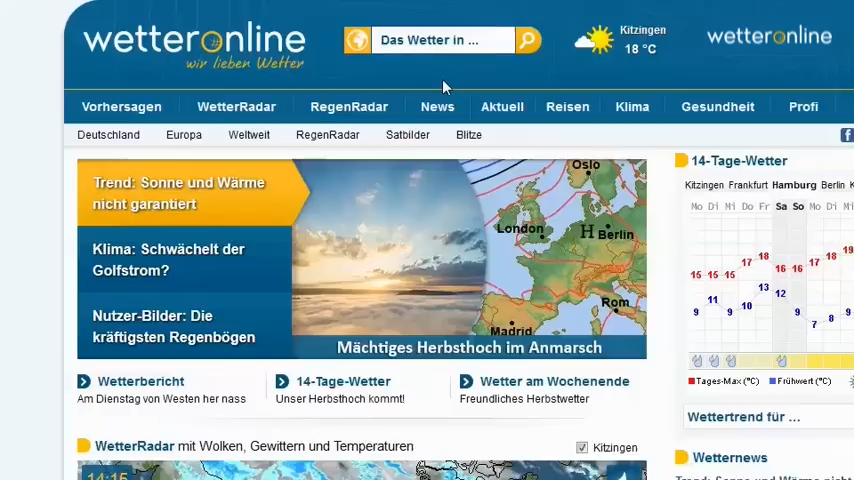 wetteronline
wir lieben Wetter
Das Wetter in ...
Kitzingen
18 °C
wetteronline
Vorhersagen WetterRadar RegenRadar News Aktuell Reisen Klima Gesundheit Profi
Deutschland Europa Weltweit RegenRadar Satbilder Blitze
f
Trend: Sonne und Wärme
nicht garantiert
Klima: Schwächelt der
Golfstrom?
Nutzer-Bilder: Die
kräftigsten Regenbögen
Oslo
London
H Berlin
Rom
Madrid
Mächtiges Herbsthoch im Anmarsch
14-Tage-Wetter
Kitzingen Frankfurt Hamburg Berlin K
Mo Di Mi Do Fr Sa So Mo Di Mi
15 15 15 17 18 16 16 17 18 19
9 11 9 10 13 12 9 7 8 9
Tages-Max (°C) Frühwert (°C)
Wettertrend für ...
Wetterbericht
Am Dienstag von Westen her nass
14-Tage-Wetter
Unser Herbsthoch kommt!
Wetter am Wochenende
Freundliches Herbstwetter
WetterRadar mit Wolken, Gewittern und Temperaturen
Kitzingen
14:15
Wetternews
Trend: Sonne und Wärme nicht